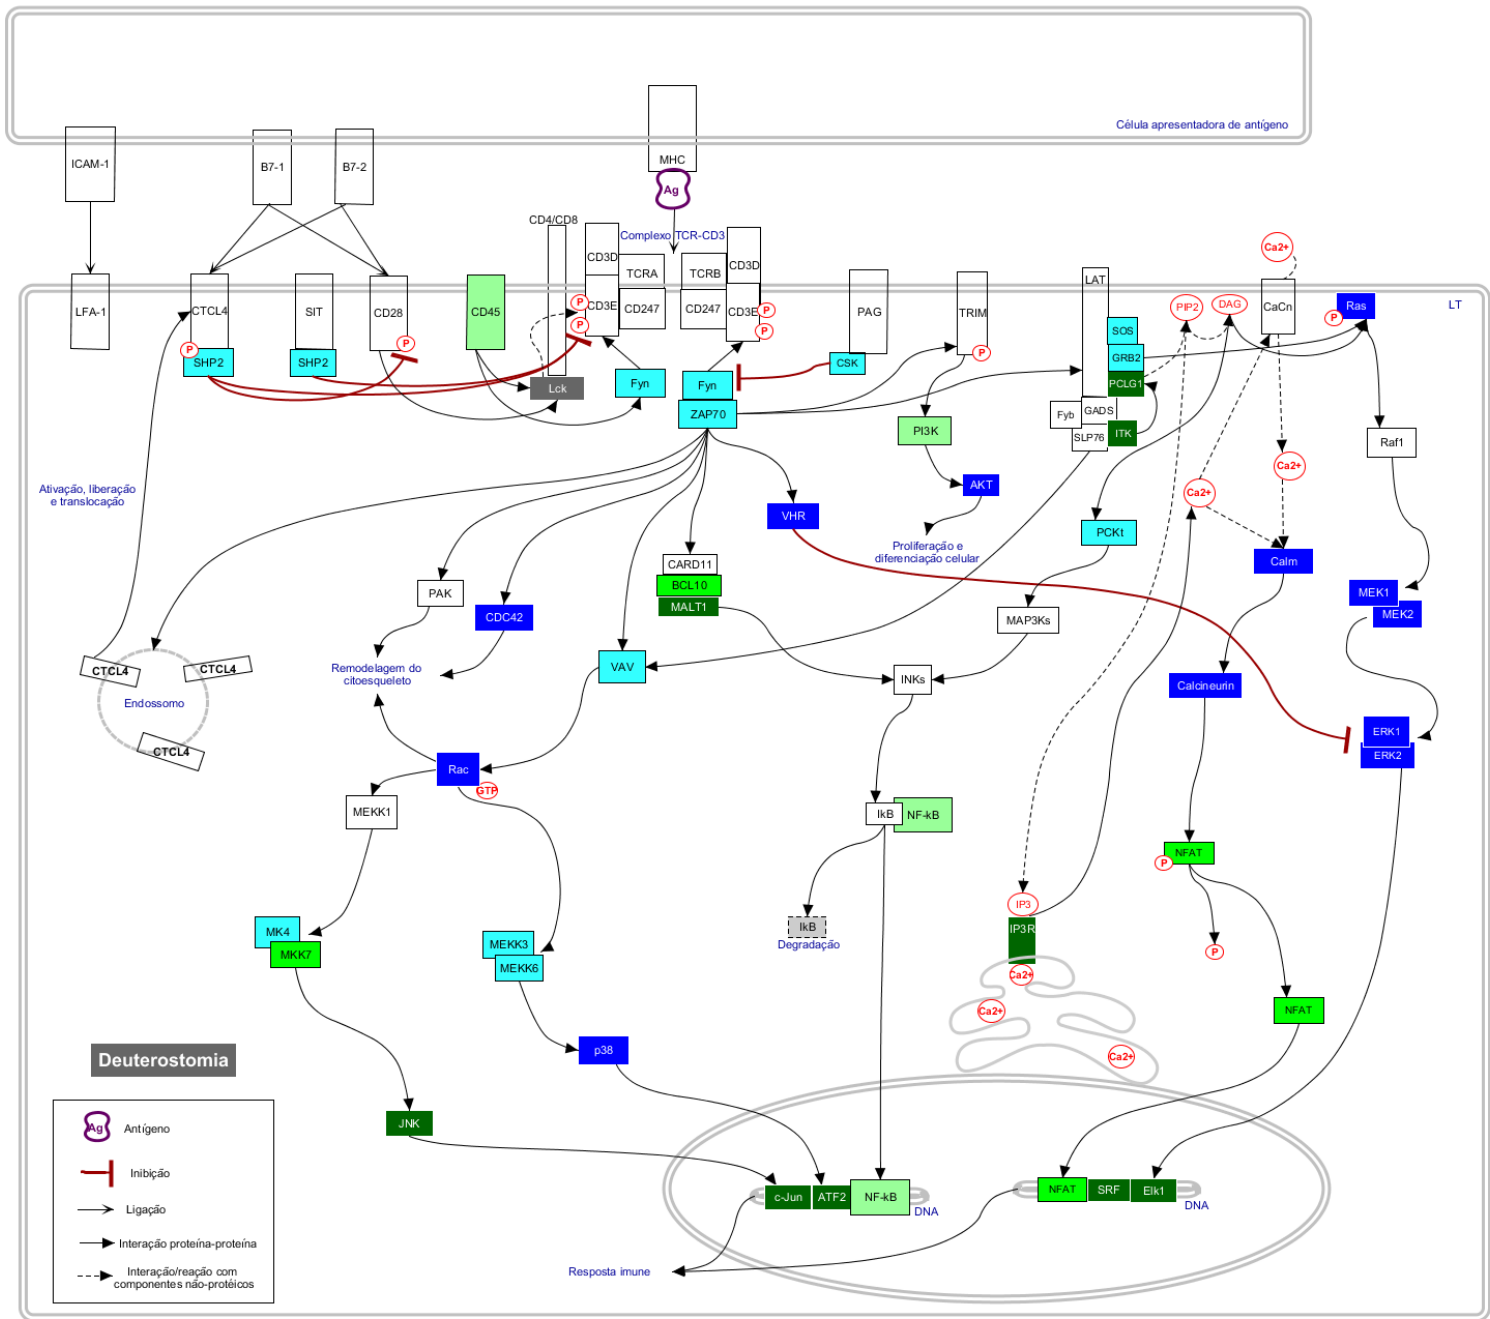 Célula apresentadora de antígeno
ICAM-1
B7-1
B7-2
MHC
Ag
CD4/CD8
Complexo TCR-CD3
CD3D
CD3D
TCRA
TCRB
Ca2+
LAT
LFA-1
CTCL4
SIT
CD28
CD45
CD3E
CD247
CD247
CD3E
PAG
TRIM
PIP2
DAG
CaCn
Ras
LT
P
P
P
P
P
P
P
P
SHP2
SHP2
Lck
Fyn
Fyn
ZAP70
CSK
SOS
GRB2
PCLG1
Fyb
GADS
SLP76
ITK
PI3K
Raf1
AKT
Ca2+
Ca2+
Ativação, liberação
e translocação
VHR
PCKt
Proliferação e
diferenciação celular
Calm
CARD11
BCL10
MALT1
PAK
CDC42
MAP3Ks
MEK1
MEK2
CTCL4
CTCL4
CTCL4
Endossomo
Remodelagem do
citoesqueleto
VAV
INKs
Calcineurin
ERK1
ERK2
Rac
GTP
MEKK1
IkB
NF-kB
NFAT
P
IkB
Degradação
IP3
IP3R
Ca2+
Ca2+
Ca2+
P
MK4
MKK7
MEKK3
MEKK6
NFAT
p38
Deuterostomia
JNK
c-Jun
ATF2
NF-kB
DNA
NFAT
SRF
Elk1
DNA
Resposta imune
Ag
Antígeno
Inibição
Ligação
Interação proteína-proteína
Interação/reação com
componentes não-protéicos